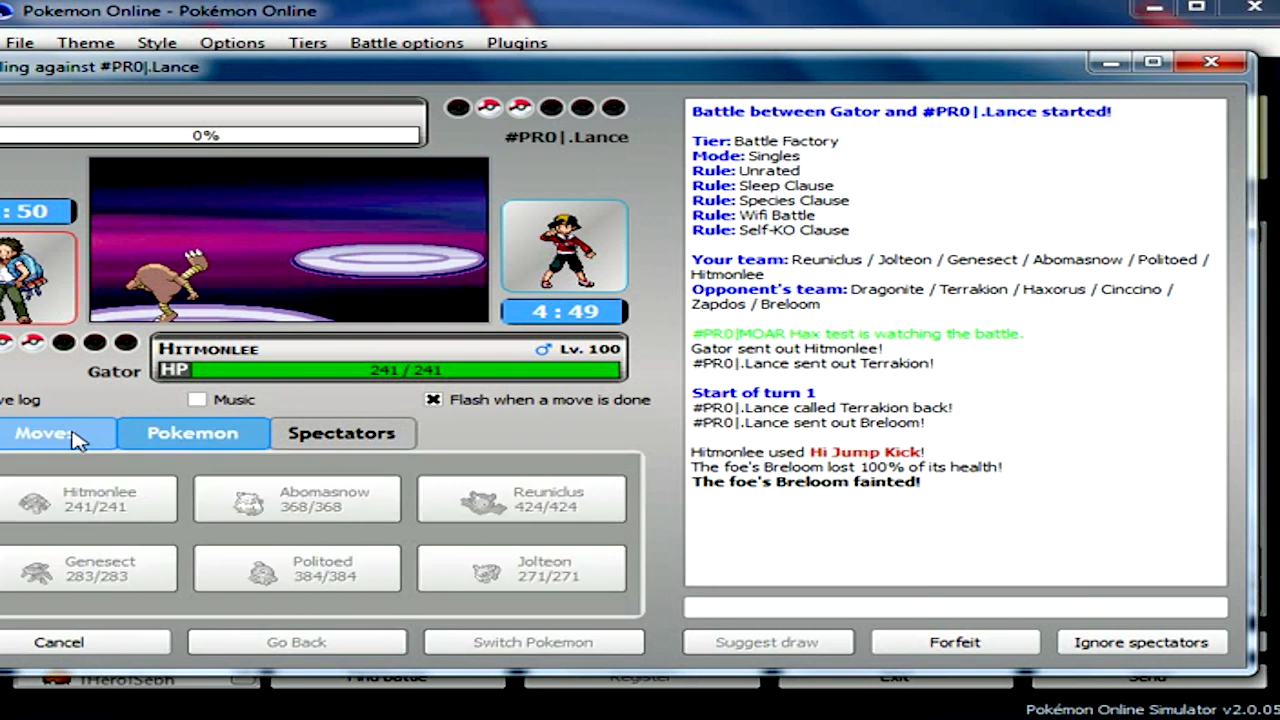 Pokemon Online - Pokémon Online
File Theme Style Options Tiers Battle options Plugins
ling against #PR0|.Lance
0%
#PR0|.Lance
: 50
4 : 49
HITMONLEE ♂ Lv. 100
HP 241 / 241
Gator
ve log Music Flash when a move is done
Moves Pokemon Spectators
Hitmonlee
241/241
Abomasnow
368/368
Reuniclus
424/424
Genesect
283/283
Politoed
384/384
Jolteon
271/271
Cancel Go Back Switch Pokemon
Battle between Gator and #PR0|.Lance started!
Tier: Battle Factory
Mode: Singles
Rule: Unrated
Rule: Sleep Clause
Rule: Species Clause
Rule: Wifi Battle
Rule: Self-KO Clause
Your team: Reuniclus / Jolteon / Genesect / Abomasnow / Politoed /
Hitmonlee
Opponent's team: Dragonite / Terrakion / Haxorus / Cinccino /
Zapdos / Breloom
#PR0|MOAR Hax test is watching the battle.
Gator sent out Hitmonlee!
#PR0|.Lance sent out Terrakion!
Start of turn 1
#PR0|.Lance called Terrakion back!
#PR0|.Lance sent out Breloom!
Hitmonlee used Hi Jump Kick!
The foe's Breloom lost 100% of its health!
The foe's Breloom fainted!
Suggest draw Forfeit Ignore spectators
Find Battle Register Exit Send
Pokémon Online Simulator v2.0.05